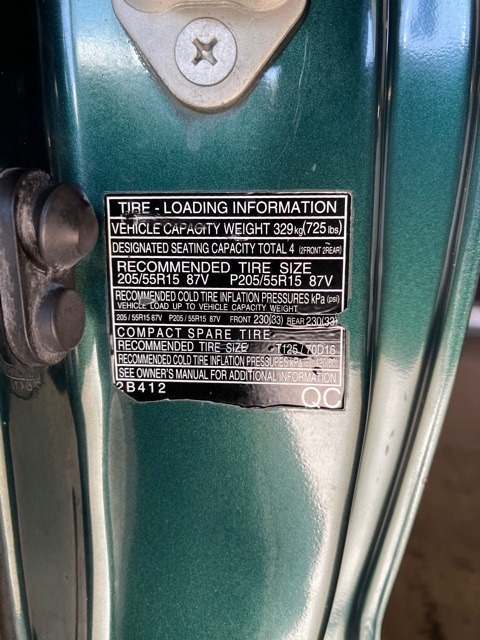 TIRE - LOADING INFORMATION
VEHICLE CAPACITY WEIGHT 329kg(725 lbs)
DESIGNATED SEATING CAPACITY TOTAL 4 (2FRONT 2REAR)
RECOMMENDED TIRE SIZE
205/55R15 87V P205/55R15 87V
RECOMMENDED COLD TIRE INFLATION PRESSURES kPa (psi)
VEHICLE LOAD UP TO VEHICLE CAPACITY WEIGHT
205 / 55R15 87V P205 / 55R15 87V FRONT 230(33) REAR 230(33)
COMPACT SPARE TIRE
RECOMMENDED TIRE SIZE T125 / 70D16
RECOMMENDED COLD TIRE INFLATION PRESSURES
SEE OWNER'S MANUAL FOR ADDITIONAL INFORMATION
2B412 QC